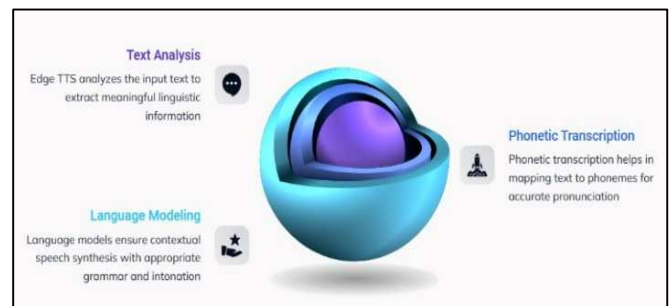 Text Analysis
Edge TTS analyzes the input text to
extract meaningful linguistic
information
Phonetic Transcription
Phonetic transcription helps in
mapping text to phonemes for
accurate pronunciation
Language Modeling
Language models ensure contextual
speech synthesis with appropriate
grammar and intonation